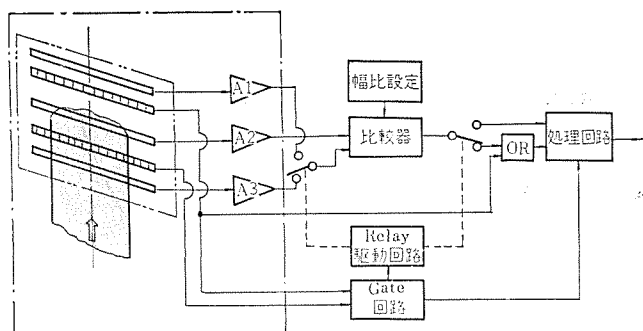 A1
幅比設定
A2
比較器
OR
処理回路
A3
Relay
駆動回路
Gate
回路